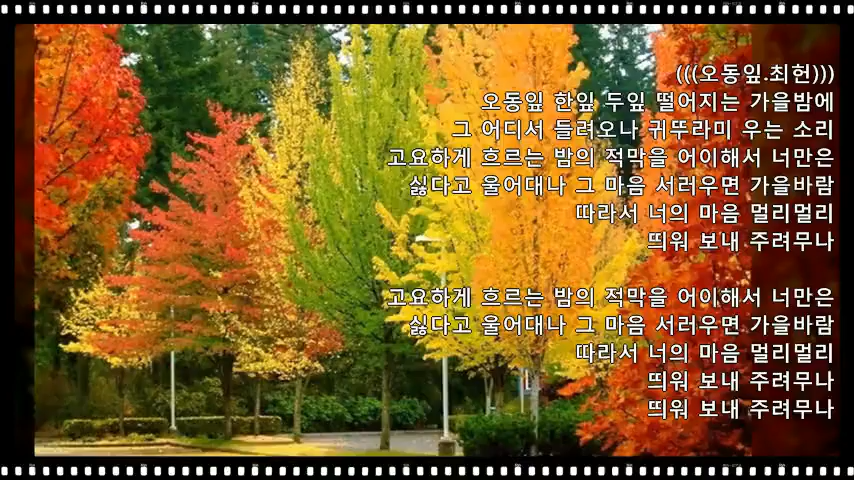 (((오동잎.최헌)))
오동잎 한잎 두잎 떨어지는 가을밤에
그 어디서 들려오나 귀뚜라미 우는 소리
고요하게 흐르는 밤의 적막을 어이해서 너만은
싫다고 울어대나 그 마음 서러우면 가을바람
따라서 너의 마음 멀리멀리
띄워 보내 주려무나
고요하게 흐르는 밤의 적막을 어이해서 너만은
싫다고 울어대나 그 마음 서러우면 가을바람
따라서 너의 마음 멀리멀리
띄워 보내 주려무나
띄워 보내 주려무나